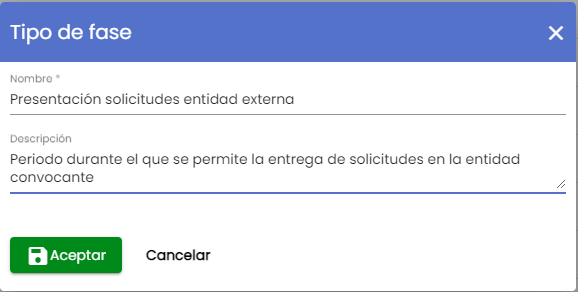 Tipo de fase
Nombre *
Presentación solicitudes entidad externa
Descripción
Periodo durante el que se permite la entrega de solicitudes en la entidad
convocante
Aceptar
Cancelar